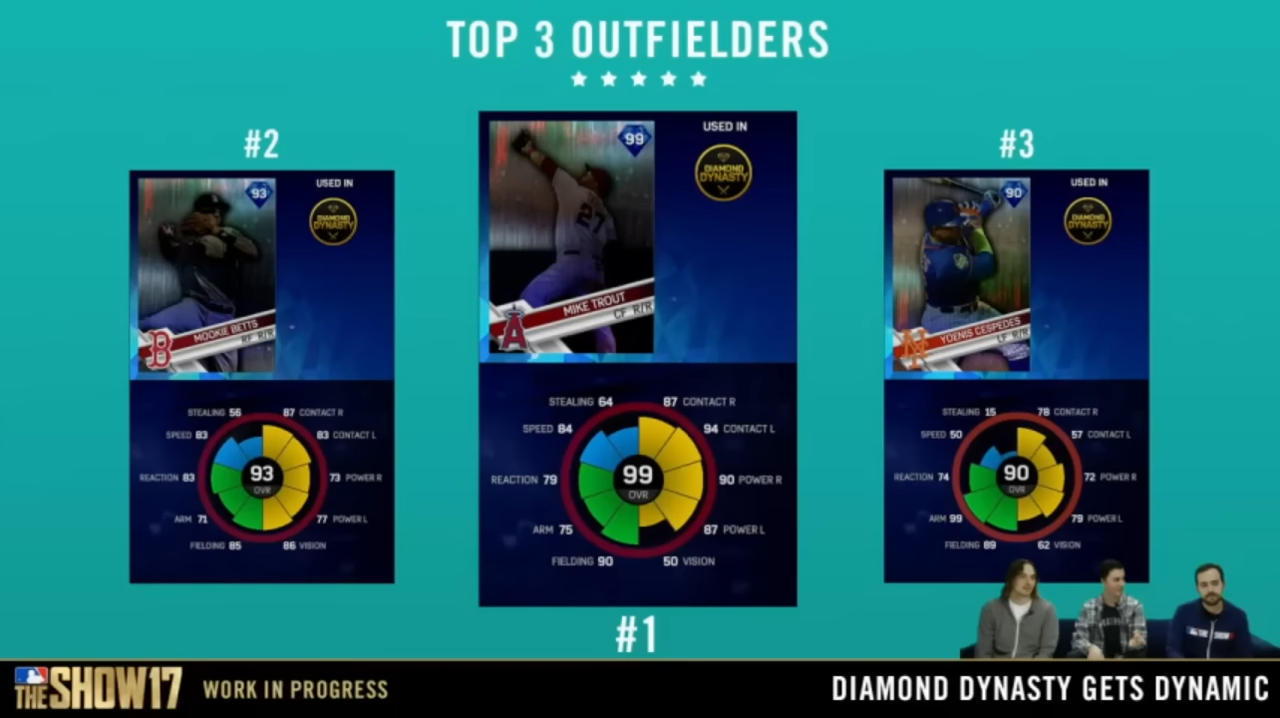 TOP 3 OUTFIELDERS
#2
93
USED IN
DIAMOND
DYNASTY
MOOKIE BETTS
RF R/R
B
STEALING 56
87 CONTACT R
SPEED 83
83 CONTACT L
REACTION 83
93
OVR
73 POWER R
ARM 71
77 POWER L
FIELDING 85
86 VISION
99
USED IN
DIAMOND
DYNASTY
27
MIKE TROUT
CF R/R
A
STEALING 64
87 CONTACT R
SPEED 84
94 CONTACT L
REACTION 79
99
OVR
90 POWER R
ARM 75
87 POWER L
FIELDING 90
50 VISION
#1
#3
90
USED IN
DIAMOND
DYNASTY
YOENIS CESPEDES
LF R/R
NY
STEALING 15
78 CONTACT R
SPEED 50
57 CONTACT L
REACTION 74
90
OVR
72 POWER R
ARM 99
79 POWER L
FIELDING 89
62 VISION
THE SHOW 17
WORK IN PROGRESS
DIAMOND DYNASTY GETS DYNAMIC